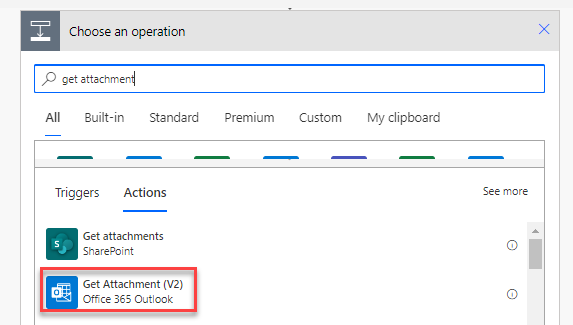 Choose an operation
get attachment
All Built-in Standard Premium Custom My clipboard
Triggers Actions See more
Get attachments
SharePoint
Get Attachment (V2)
Office 365 Outlook